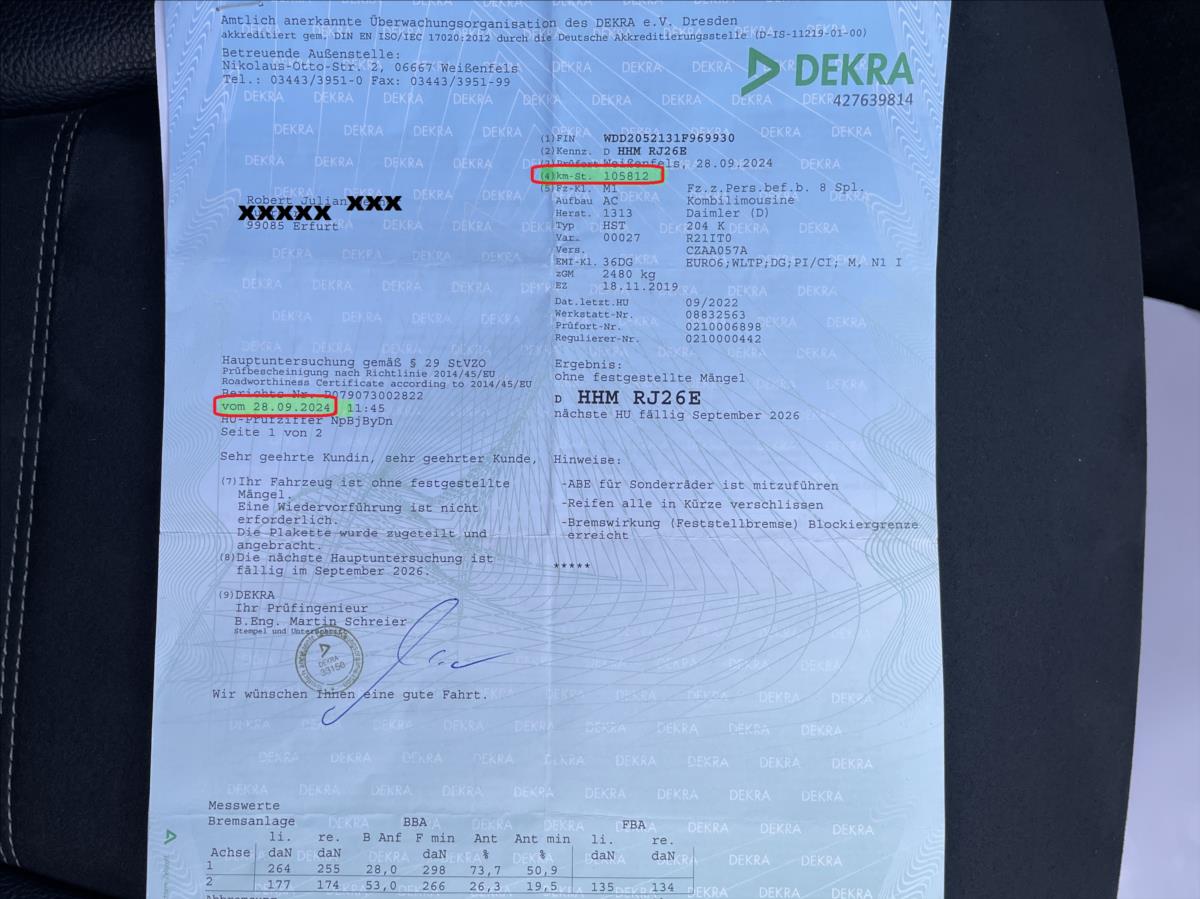 Amtlich anerkannte Überwachungsorganisation des DEKRA e.V. Dresden
akkreditiert gem. DIN EN ISO/IEC 17020:2012 durch die Deutsche Akkreditierungsstelle (D-IS-11219-01-00)
Betreuende Außenstelle:
Nikolaus-Otto-Str. 2, 06667 Weißenfels
Tel.: 03443/3951-0 Fax: 03443/3951-99
DEKRA
427639814
(1) FIN WDD2052131F969930
(2) Kennz. D HHM RJ26E
(3) Prüfort Weißenfels, 28.09.2024
(4) km-St. 105812
(5) Fz-Kl. M1 Fz.z.Pers.bef.b. 8 Spl.
Aufbau AC Kombilimousine
Herst. 1313 Daimler (D)
Typ HST 204 K
Var. 00027 R21IT0
Vers. CZAA057A
EMI-Kl. 36DG EURO6;WLTP;DG;PI/CI; M, N1 I
zGM 2480 kg
EZ 18.11.2019
Dat.letzt.HU 09/2022
Werkstatt-Nr. 08832563
Prüfort-Nr. 0210006898
Regulierer-Nr. 0210000442
Robert Julian
XXXXX XXX
99085 Erfurt
Hauptuntersuchung gemäß § 29 StVZO
Prüfbescheinigung nach Richtlinie 2014/45/EU
Roadworthiness Certificate according to 2014/45/EU
Berichts Nr. P079073002822
vom 28.09.2024 11:45
HU-Prüfziffer NpBjByDn
Seite 1 von 2
Ergebnis:
ohne festgestellte Mängel
D HHM RJ26E
nächste HU fällig September 2026
Sehr geehrte Kundin, sehr geehrter Kunde,
(7) Ihr Fahrzeug ist ohne festgestellte
Mängel.
Eine Wiedervorführung ist nicht
erforderlich.
Die Plakette wurde zugeteilt und
angebracht.
(8) Die nächste Hauptuntersuchung ist
fällig im September 2026.
Hinweise:
-ABE für Sonderräder ist mitzuführen
-Reifen alle in Kürze verschlissen
-Bremswirkung (Feststellbremse) Blockiergrenze
erreicht
*****
(9) DEKRA
Ihr Prüfingenieur
B.Eng. Martin Schreier
Stempel und Unterschrift
DEKRA
33150
Wir wünschen Ihnen eine gute Fahrt.
Messwerte
Bremsanlage BBA FBA
li. re. B Anf F min Ant Ant min li. re.
Achse daN daN daN % % daN daN
1 264 255 28,0 298 73,7 50,9
2 177 174 53,0 266 26,3 19,5 135 134